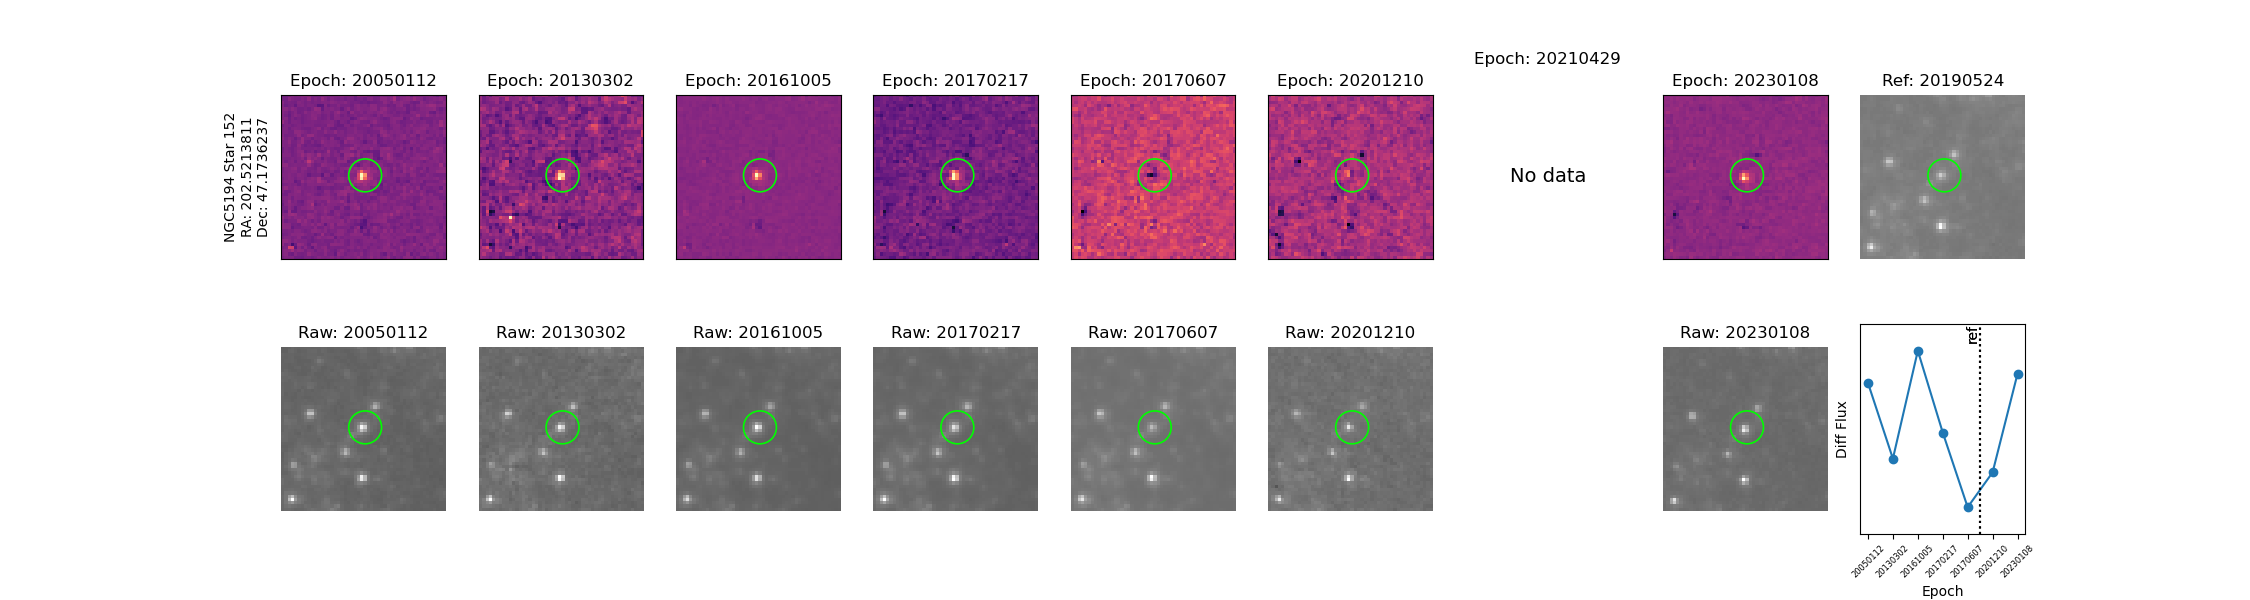 Epoch: 20210429
Epoch: 20050112
Epoch: 20130302
Epoch: 20161005
Epoch: 20170217
Epoch: 20170607
Epoch: 20201210
Epoch: 20230108
Ref: 20190524
NGC5194 Star 152
RA: 202.5213811
Dec: 47.1736237
No data
Raw: 20050112
Raw: 20130302
Raw: 20161005
Raw: 20170217
Raw: 20170607
Raw: 20201210
Raw: 20230108
ref
Diff Flux
20050112
20130302
20161005
20170217
20170607
20201210
20230108
Epoch